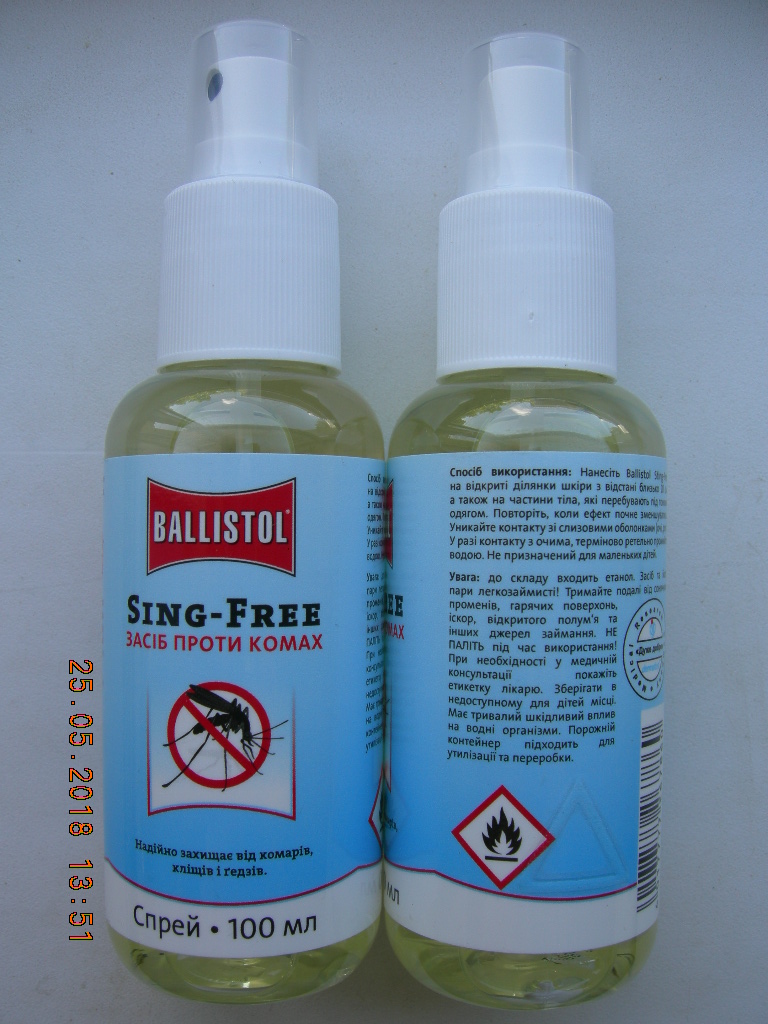 BALLISTOL
SING-FREE
ЗАСІБ ПРОТИ КОМАХ
Надійно захищає від комарів,
кліщів і ґедзів.
Спрей • 100 мл
Спосіб використання: Нанесіть Ballistol
на відкриті ділянки шкіри з відстані близько
а також на частини тіла, які перебувають під
одягом. Повторіть, коли ефект почне
Уникайте контакту зі слизовими оболонками
У разі контакту з очима, терміново ретельно
водою. Не призначений для маленьких дітей.
Увага: до складу входить етанол. Засіб та
пари легкозаймисті! Тримайте подалі від
променів, гарячих поверхонь,
іскор, відкритого полум'я та
інших джерел займання. НЕ
ПАЛІТЬ під час використання!
При необхідності у медичній
консультації покажіть
етикетку лікарю. Зберігати в
недоступному для дітей місці.
Має тривалий шкідливий вплив
на водні організми. Порожній
контейнер підходить для
утилізації та переробки.
мл
25.05.2018 13:51